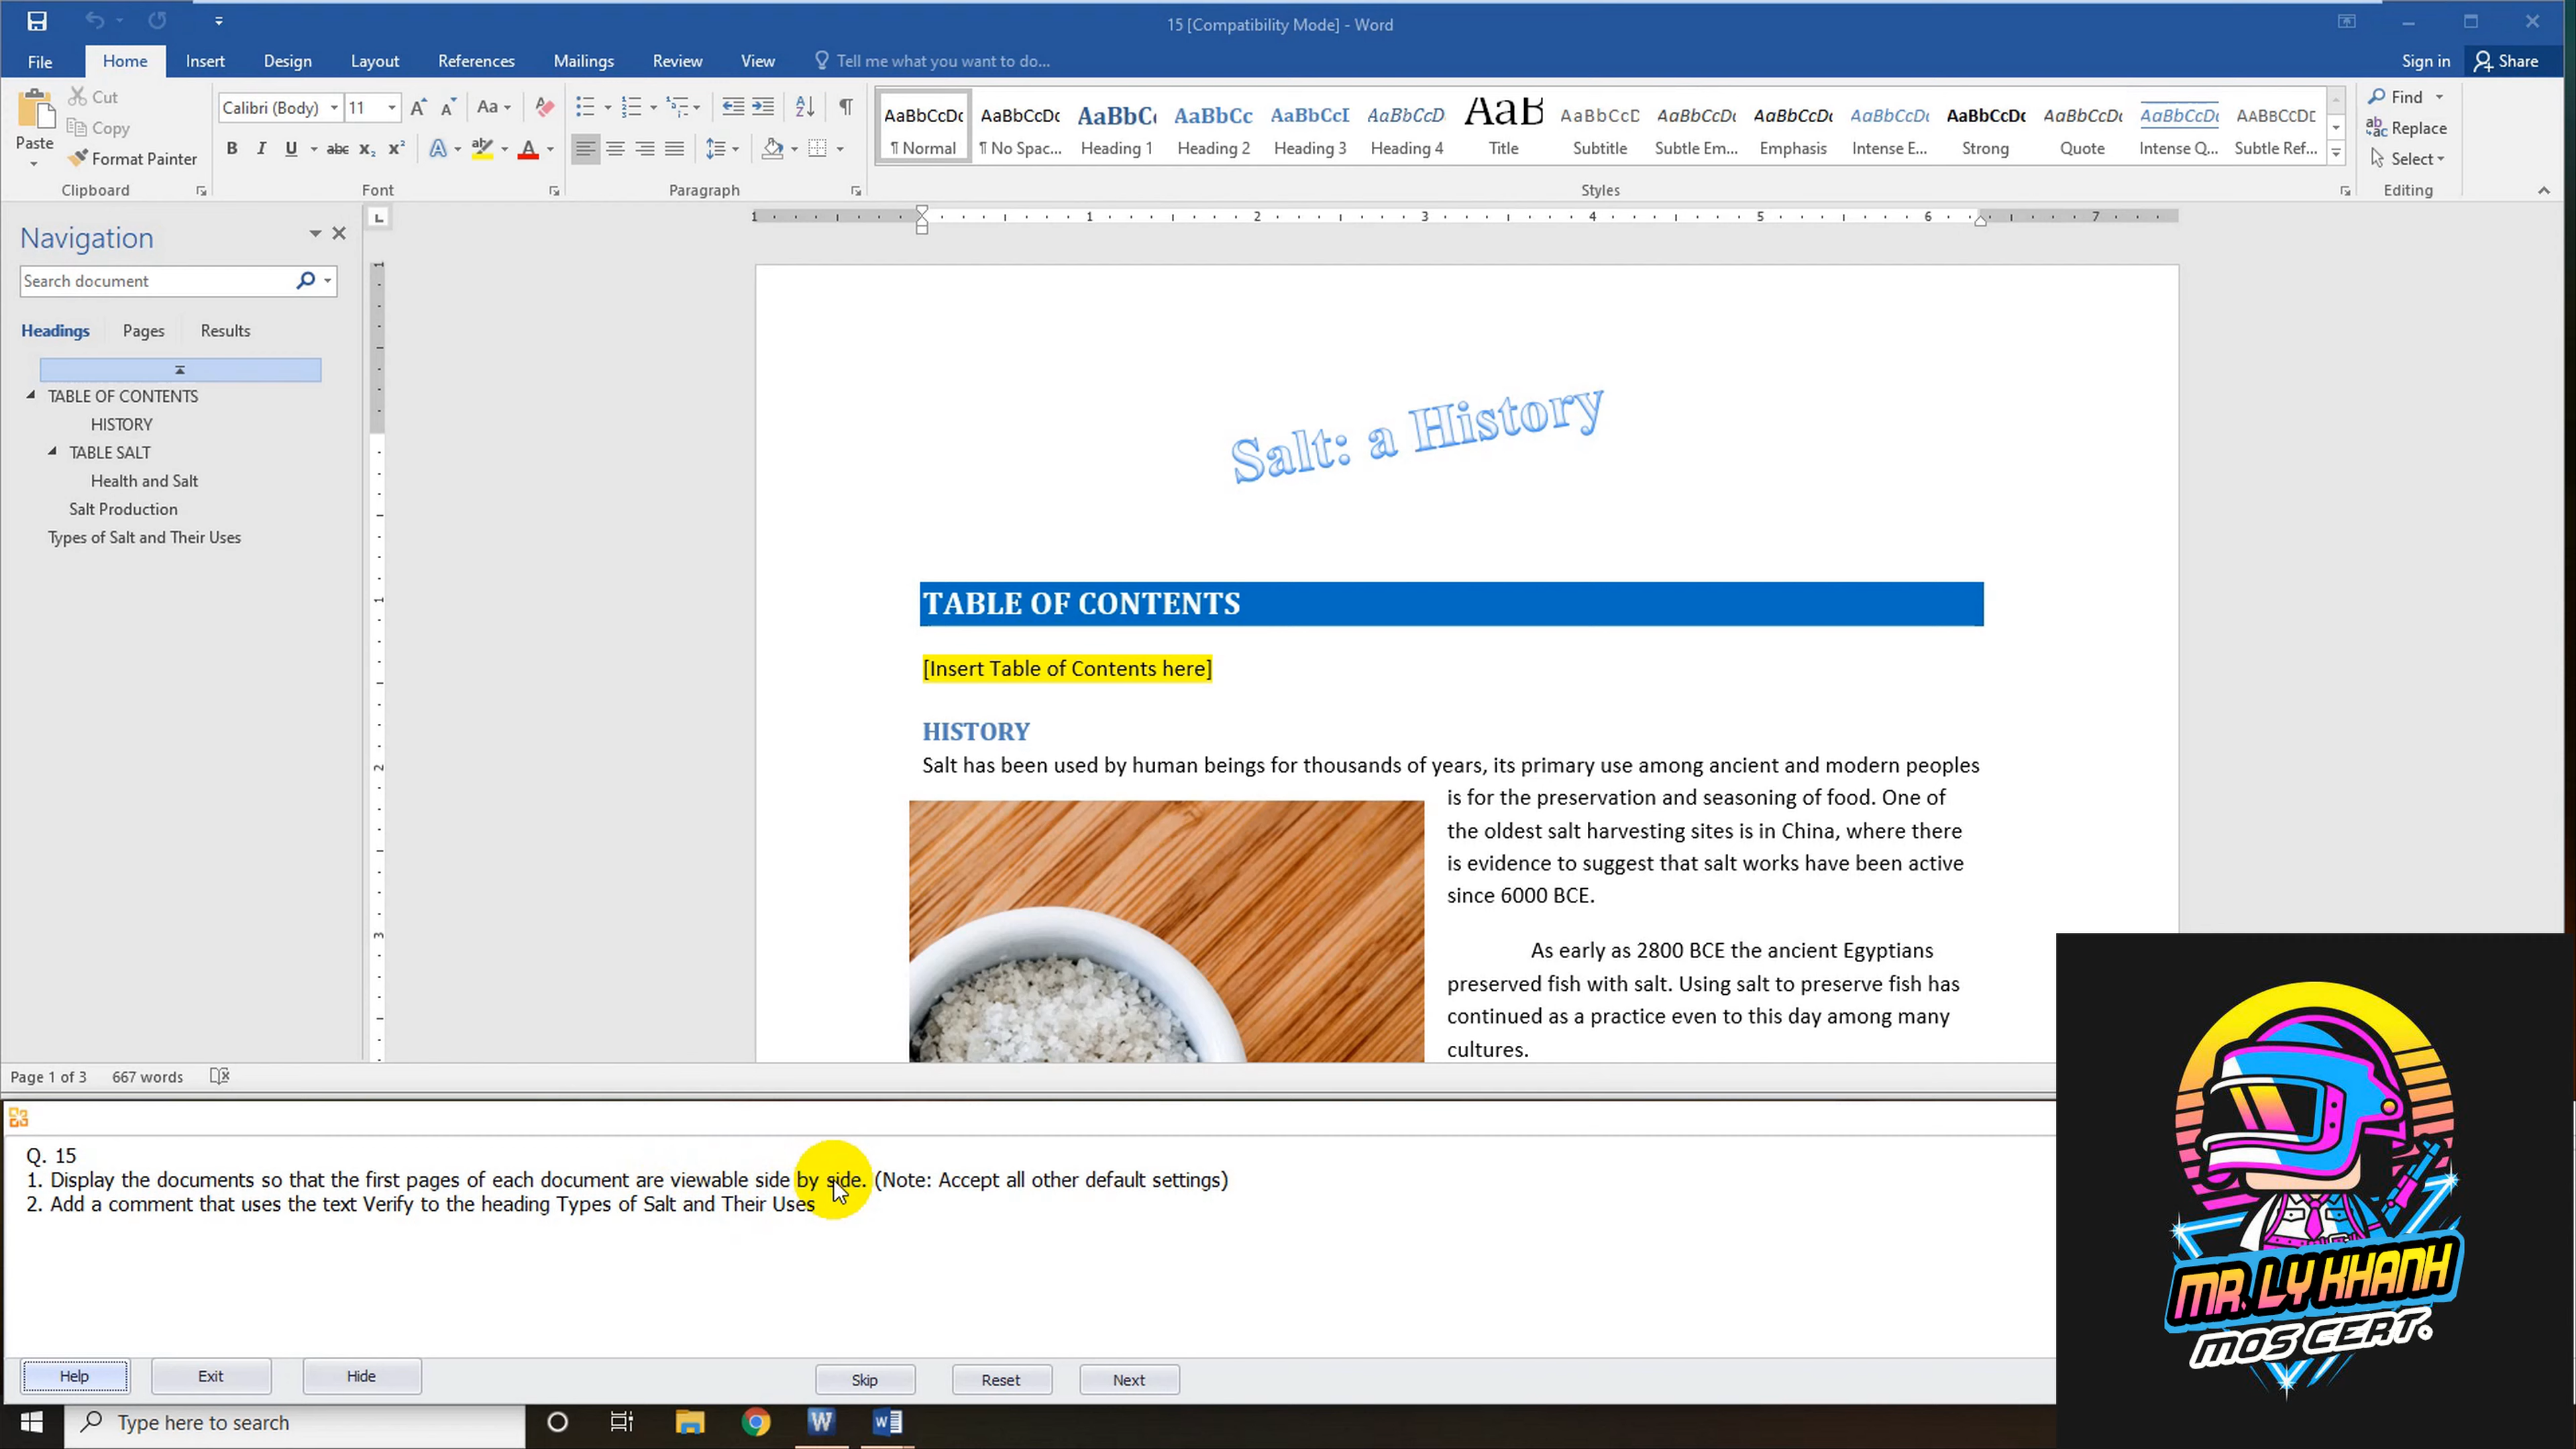 15 [Compatibility Mode] - Word
File Home Insert Design Layout References Mailings Review View Tell me what you want to do... Sign in Share
Paste Cut Copy Format Painter
Clipboard
Calibri (Body) 11
Font
Paragraph
AaBbCcDc AaBbCcDc AaBbC AaBbCc AaBbCcI AaBbCcD AaB AaBbCcD AaBbCcDc AaBbCcDc AaBbCcDc AaBbCcDc AaBbCcDc AaBbCcDc AABBCCDE
¶ Normal ¶ No Spac... Heading 1 Heading 2 Heading 3 Heading 4 Title Subtitle Subtle Em... Emphasis Intense E... Strong Quote Intense Q... Subtle Ref...
Styles
Find
Replace
Select
Editing
Navigation
Search document
Headings Pages Results
TABLE OF CONTENTS
HISTORY
TABLE SALT
Health and Salt
Salt Production
Types of Salt and Their Uses
1 1 2 3 4 5 6 7
Salt: a History
TABLE OF CONTENTS
[Insert Table of Contents here]
HISTORY
Salt has been used by human beings for thousands of years, its primary use among ancient and modern peoples
is for the preservation and seasoning of food. One of
the oldest salt harvesting sites is in China, where there
is evidence to suggest that salt works have been active
since 6000 BCE.
As early as 2800 BCE the ancient Egyptians
preserved fish with salt. Using salt to preserve fish has
continued as a practice even to this day among many
cultures.
Page 1 of 3 667 words
Q. 15
1. Display the documents so that the first pages of each document are viewable side by side. (Note: Accept all other default settings)
2. Add a comment that uses the text Verify to the heading Types of Salt and Their Uses
Help Exit Hide Skip Reset Next
Type here to search
MR. LY KHANH
MOS CERT.